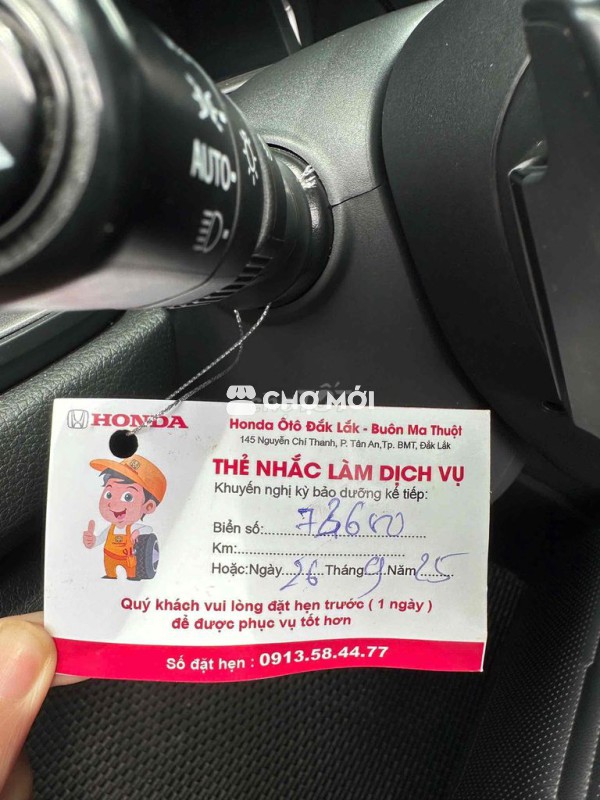 AUTO
CHỢ MỚI
HONDA
Honda Ôtô Đắk Lắk - Buôn Ma Thuột
145 Nguyễn Chí Thanh, P. Tân An,Tp. BMT, Đắk Lắk
THẺ NHẮC LÀM DỊCH VỤ
Khuyến nghị kỳ bảo dưỡng kế tiếp:
Biển số:
Km:
Hoặc:Ngày 26 Tháng 9 Năm 25
Quý khách vui lòng đặt hẹn trước ( 1 ngày )
để được phục vụ tốt hơn
Số đặt hẹn : 0913.58.44.77